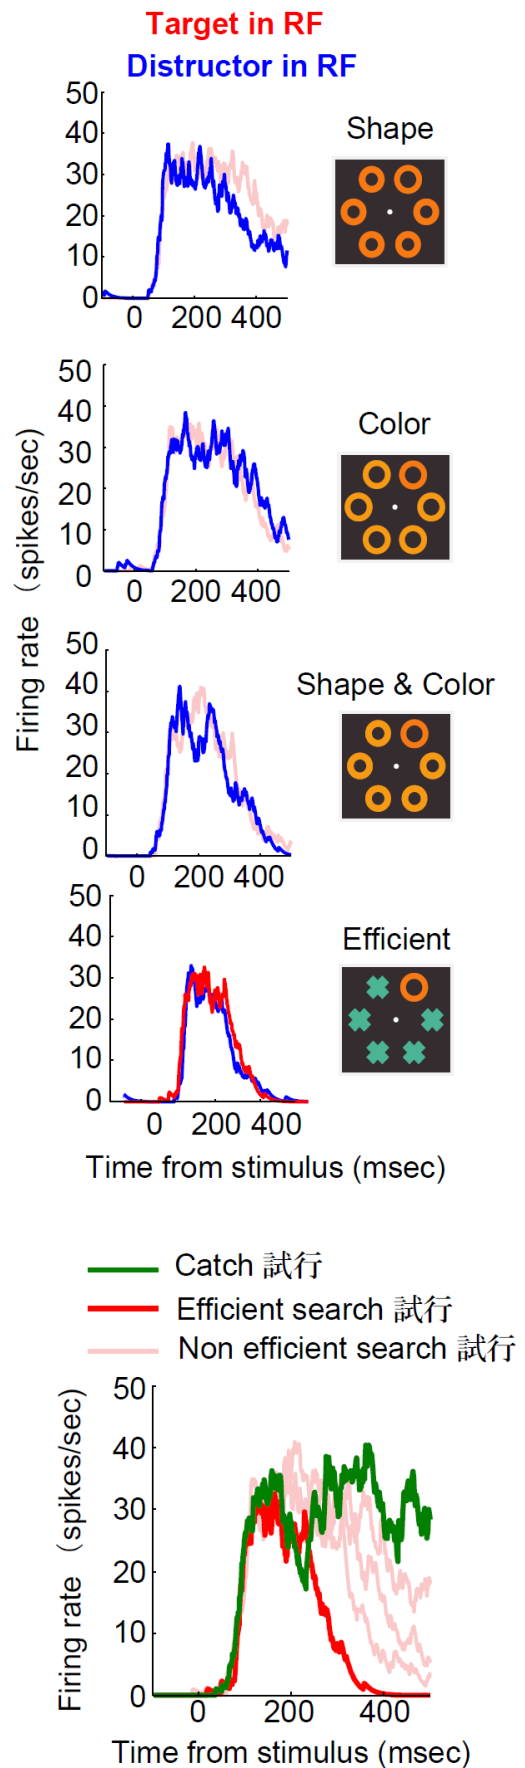 Target in RF
Distructor in RF
50
40
30
20
10
0
0 200 400
Shape
50
40
30
20
10
0
0 200 400
Color
Firing rate (spikes/sec)
50
40
30
20
10
0
0 200 400
Shape & Color
50
40
30
20
10
0
0 200 400
Efficient
Time from stimulus (msec)
Catch 試行
Efficient search 試行
Non efficient search 試行
Firing rate (spikes/sec)
50
40
30
20
10
0
0 200 400
Time from stimulus (msec)